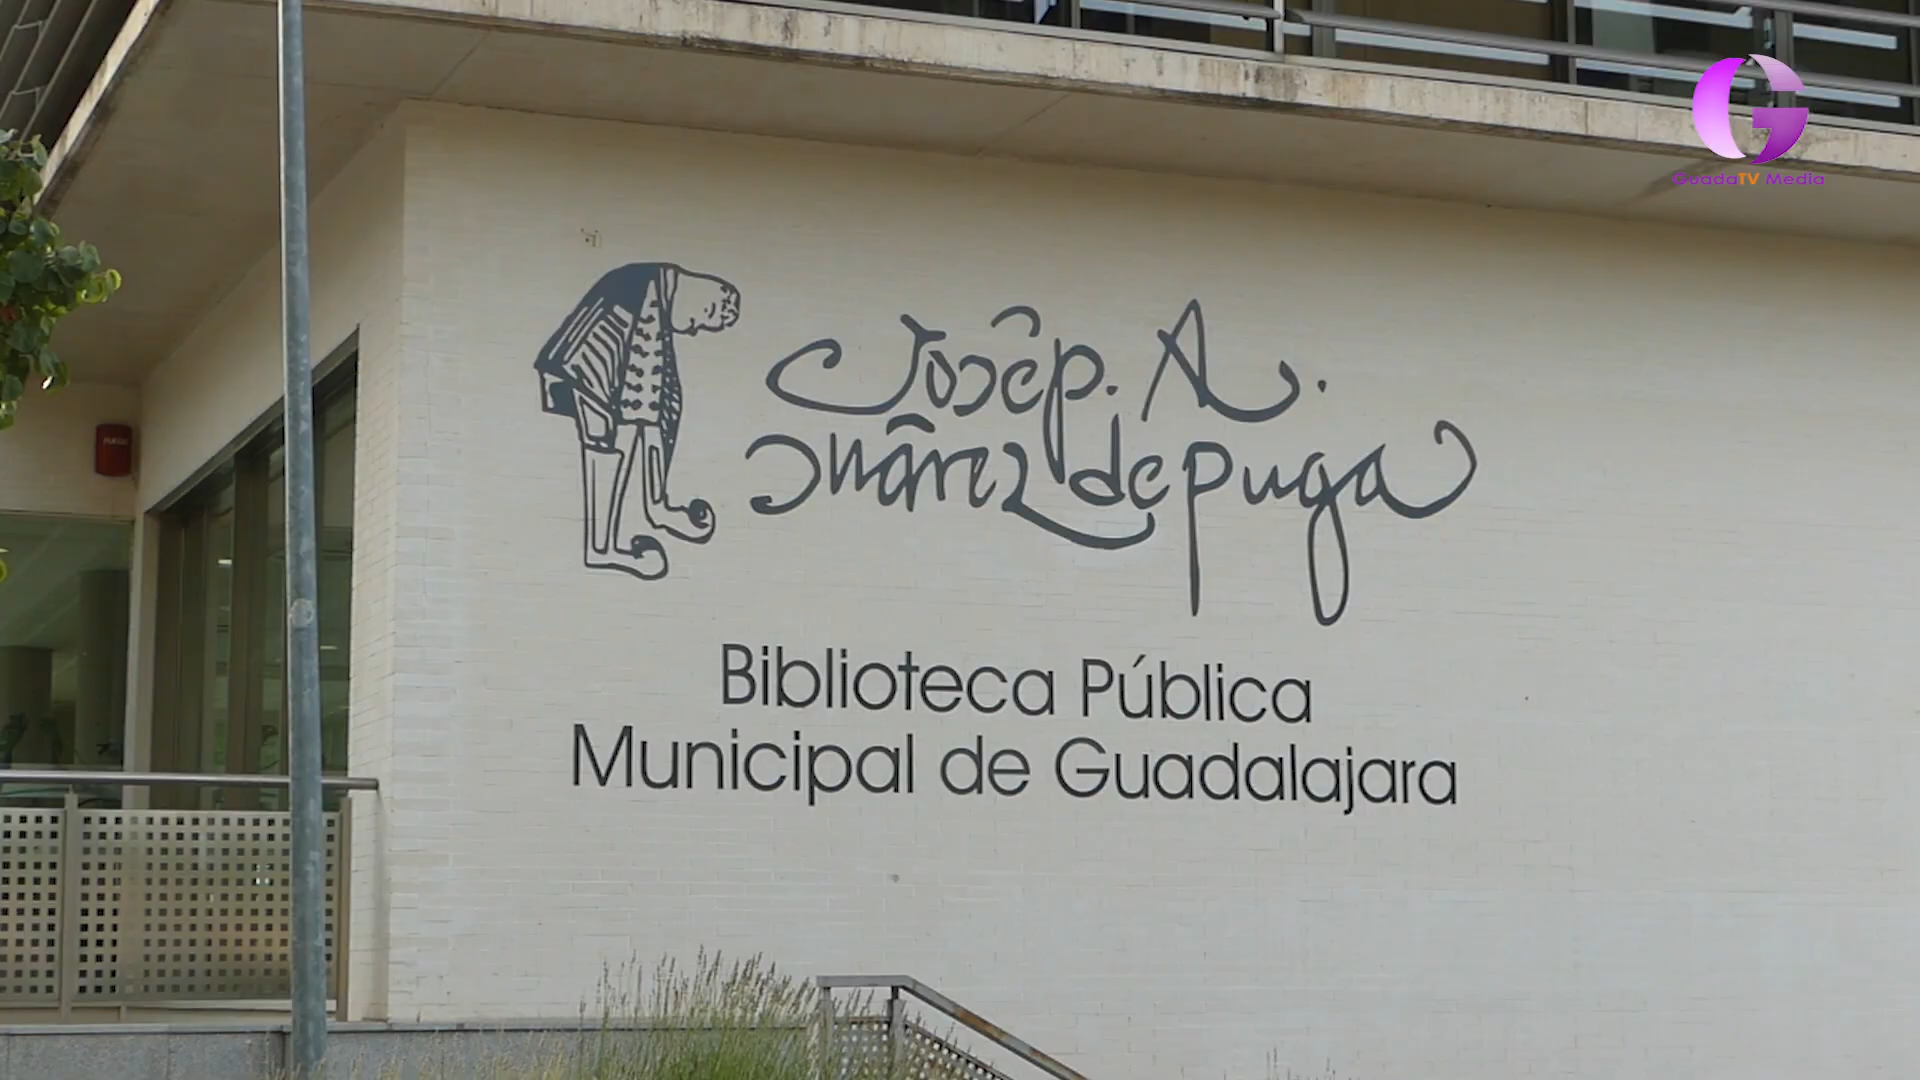 GuadaTV Media
Josep. A.
Suárez de puga
Biblioteca Pública
Municipal de Guadalajara